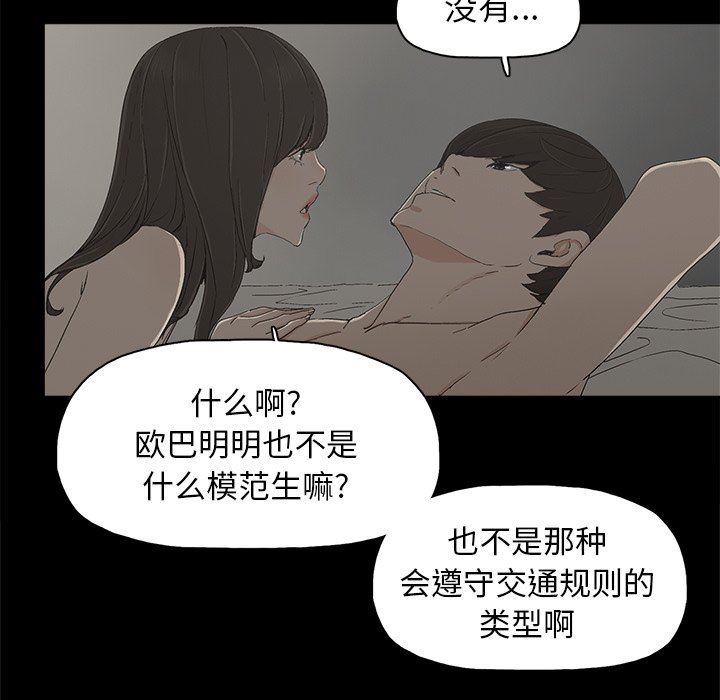 没有...
什么啊?
欧巴明明也不是
什么模范生嘛?
也不是那种
会遵守交通规则的
类型啊